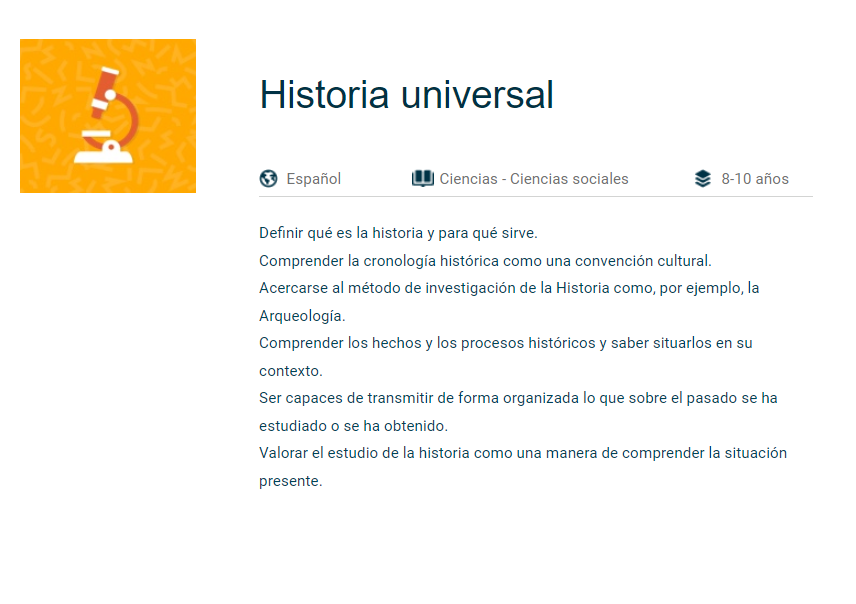 Historia universal
Español
Ciencias - Ciencias sociales
8-10 años
Definir qué es la historia y para qué sirve.
Comprender la cronología histórica como una convención cultural.
Acercarse al método de investigación de la Historia como, por ejemplo, la
Arqueología.
Comprender los hechos y los procesos históricos y saber situarlos en su
contexto.
Ser capaces de transmitir de forma organizada lo que sobre el pasado se ha
estudiado o se ha obtenido.
Valorar el estudio de la historia como una manera de comprender la situación
presente.